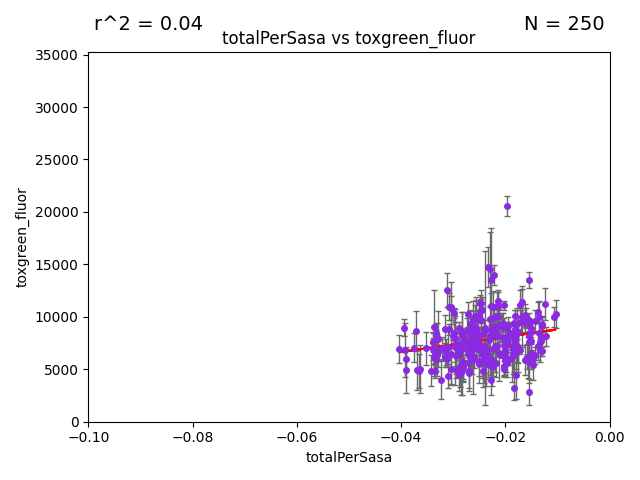 r^2 = 0.04
N = 250
totalPerSasa vs toxgreen_fluor
35000
30000
25000
20000
15000
10000
5000
0
toxgreen_fluor
−0.10
−0.08
−0.06
−0.04
−0.02
0.00
totalPerSasa